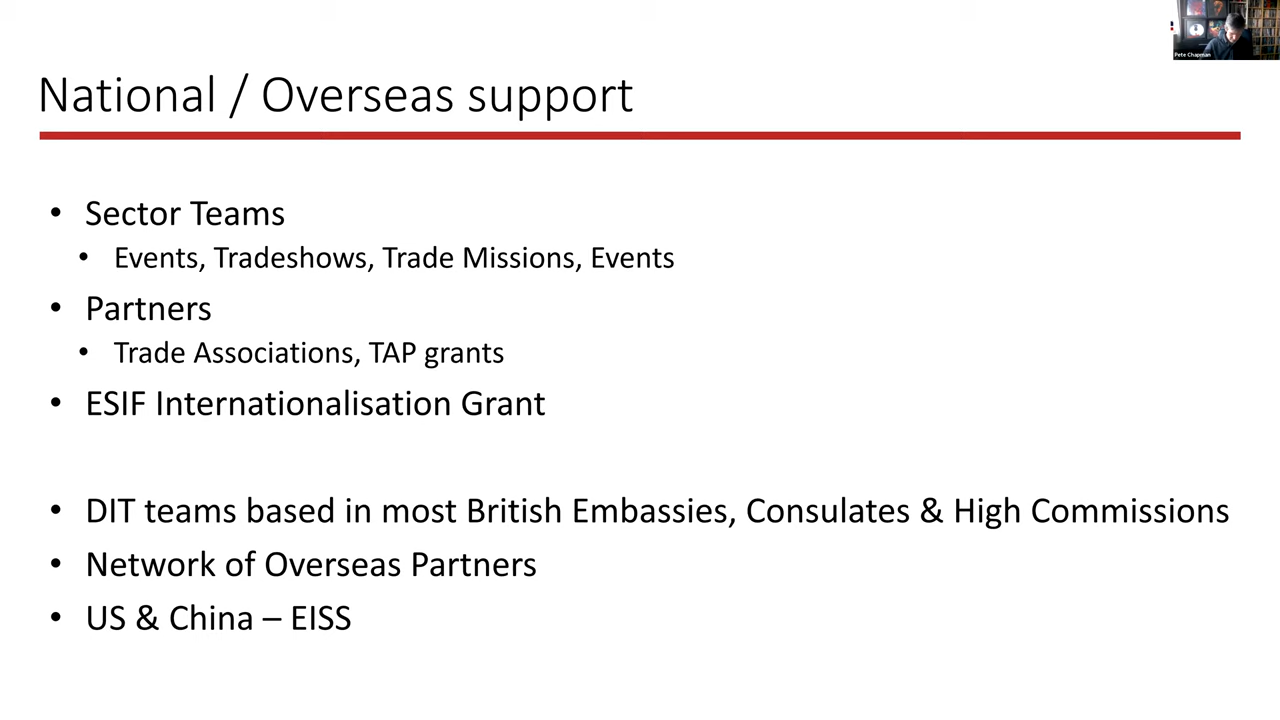 Pete Chapman
National / Overseas support
• Sector Teams
• Events, Tradeshows, Trade Missions, Events
• Partners
• Trade Associations, TAP grants
• ESIF Internationalisation Grant
• DIT teams based in most British Embassies, Consulates & High Commissions
• Network of Overseas Partners
• US & China – EISS